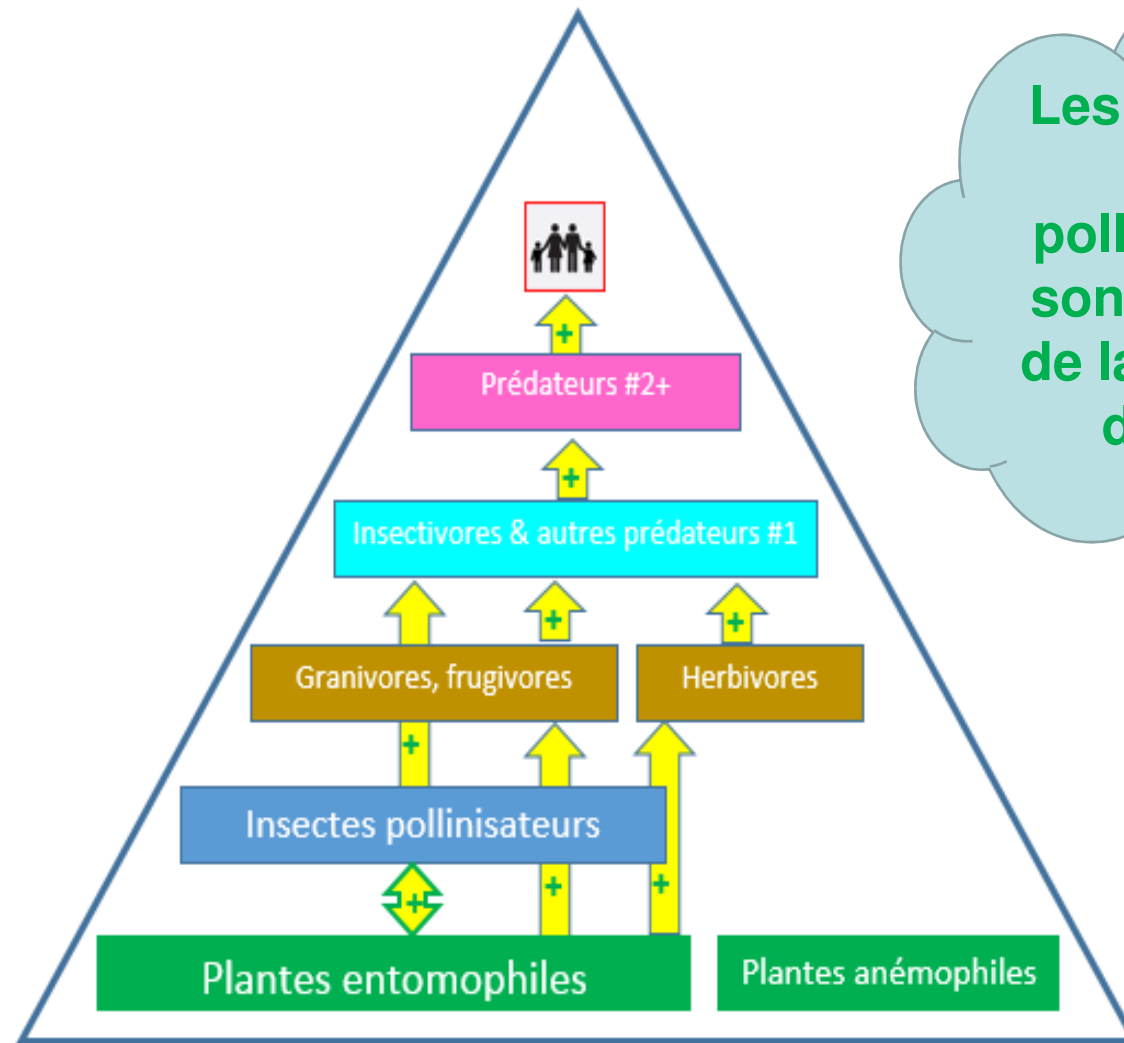 Les
poll
son
de la
d
Prédateurs #2+
Insectivores & autres prédateurs #1
Granivores, frugivores
Herbivores
Insectes pollinisateurs
Plantes entomophiles
Plantes anémophiles
+
+
+
+
+
+
+
+